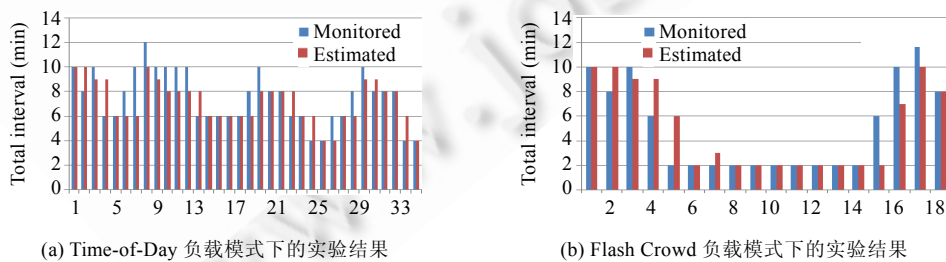 Total interval (min)
14
12
10
8
6
4
2
0
Monitored
Estimated
1 5 9 13 17 21 25 29 33
(a) Time-of-Day 负载模式下的实验结果
Total interval (min)
14
12
10
8
6
4
2
0
Monitored
Estimated
2 4 6 8 10 12 14 16 18
(b) Flash Crowd 负载模式下的实验结果